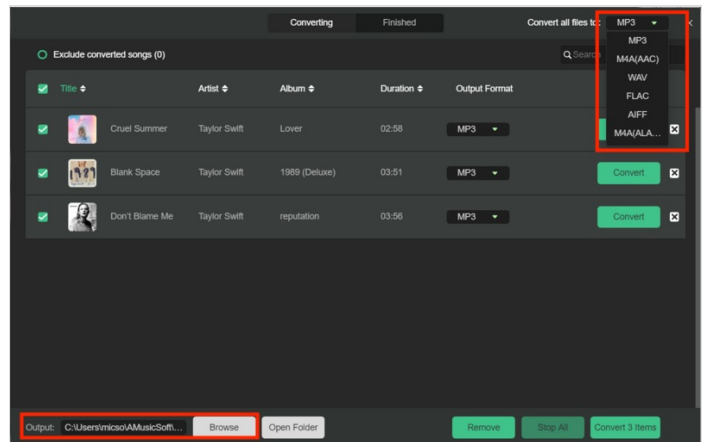 Converting Finished Convert all files to: MP3
MP3
Exclude converted songs (0) Search
M4A(AAC)
WAV
Title Artist Album Duration Output Format
FLAC
AIFF
Cruel Summer Taylor Swift Lover 02:58 MP3
M4A(ALA...
Blank Space Taylor Swift 1989 (Deluxe) 03:51 MP3 Convert
Don't Blame Me Taylor Swift reputation 03:56 MP3 Convert
Output: C:\Users\micso\AMusicSoft\... Browse Open Folder Remove Stop All Convert 3 Items